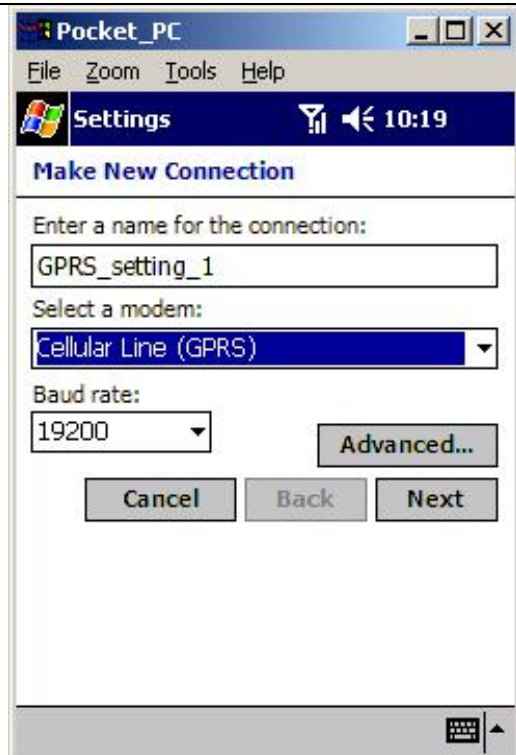 Pocket_PC
File Zoom Tools Help
Settings 10:19
Make New Connection
Enter a name for the connection:
GPRS_setting_1
Select a modem:
Cellular Line (GPRS)
Baud rate:
19200
Advanced...
Cancel Back Next